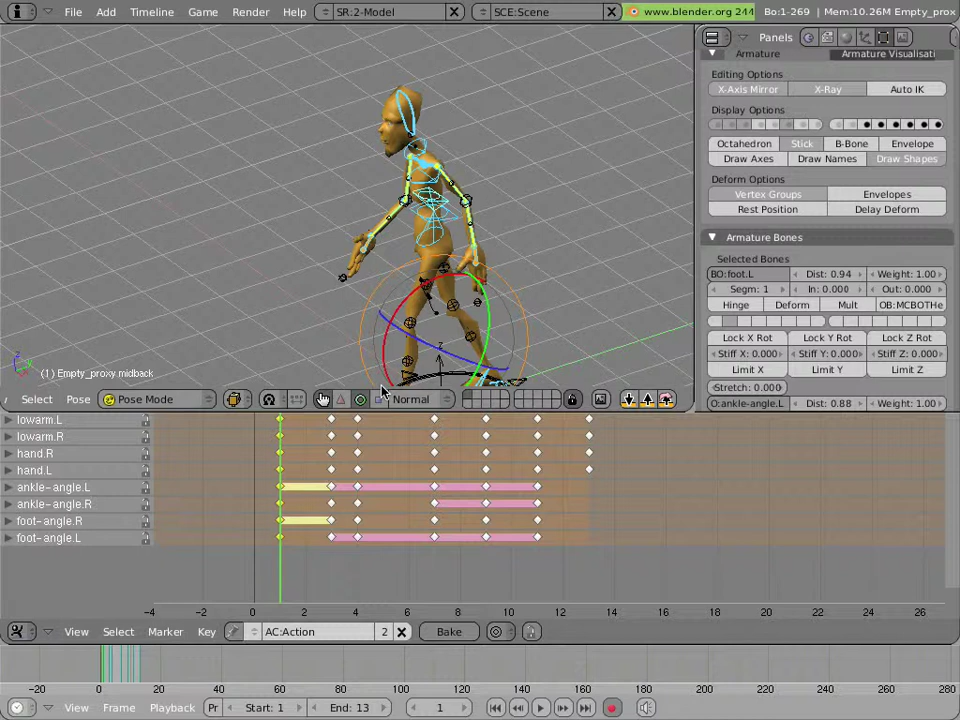 File Add Timeline Game Render Help SR:2-Model SCE:Scene www.blender.org 244 Bo:1-269 | Mem:10.26M Empty_prox
Panels
Armature Armature Visualisati
Editing Options
X-Axis Mirror X-Ray Auto IK
Display Options
Octahedron Stick B-Bone Envelope
Draw Axes Draw Names Draw Shapes
Deform Options
Vertex Groups Envelopes
Rest Position Delay Deform
Armature Bones
Selected Bones
BO:foot.L Dist: 0.94 Weight: 1.00
Segm: 1 In: 0.000 Out: 0.000
Hinge Deform Mult OB:MCBOTHe
Lock X Rot Lock Y Rot Lock Z Rot
Stiff X: 0.000 Stiff Y: 0.000 Stiff Z: 0.000
Limit X Limit Y Limit Z
Stretch: 0.000
O:ankle-angle.L Dist: 0.88 Weight: 1.00
z
(1) Empty_proxy.midback
Select Pose Pose Mode Normal
lowarm.L
lowarm.R
hand.R
hand.L
ankle-angle.L
ankle-angle.R
foot-angle.R
foot-angle.L
-4 -2 0 2 4 6 8 10 12 14 16 18 20 22 24 26
View Select Marker Key AC:Action 2 Bake
-20 0 20 40 60 80 100 120 140 160 180 200 220 240 260 280
View Frame Playback Pr Start: 1 End: 13 1